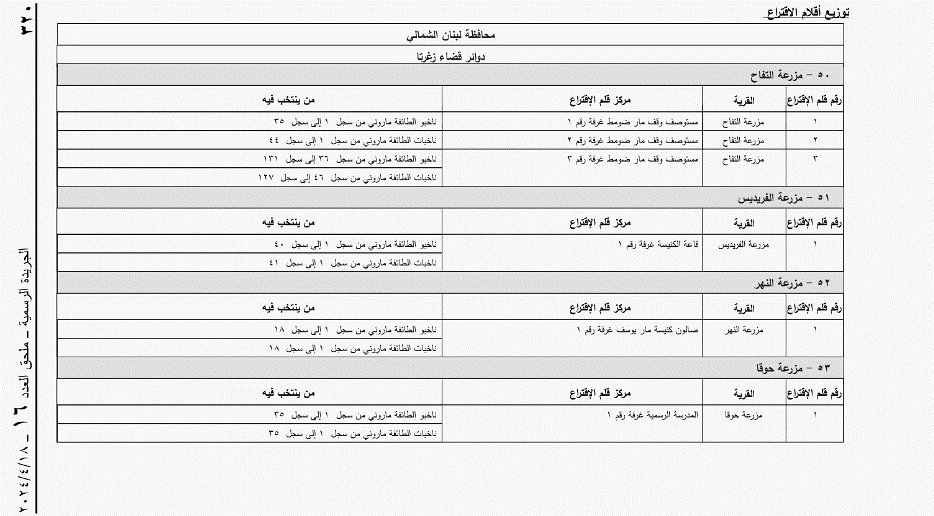 توزيع أقلام الاقتراع
٣٢٠
محافظة لبنان الشمالي
دوائر قضاء زغرتا
٥٠ - مزرعة التفاح
رقم قلم الإقتراع القرية مركز قلم الإقتراع من ينتخب فيه
١ مزرعة التفاح مستوصف وقف مار ضومط غرفة رقم ١ ناخبو الطائفة ماروني من سجل ١ إلى سجل ٣٥
٢ مزرعة التفاح مستوصف وقف مار ضومط غرفة رقم ٢ ناخبات الطائفة ماروني من سجل ١ إلى سجل ٤٤
٣ مزرعة التفاح مستوصف وقف مار ضومط غرفة رقم ٣ ناخبو الطائفة ماروني من سجل ٣٦ إلى سجل ١٣١
ناخبات الطائفة ماروني من سجل ٤٦ إلى سجل ١٢٧
٥١ - مزرعة الفريديس
رقم قلم الإقتراع القرية مركز قلم الإقتراع من ينتخب فيه
١ مزرعة الفريديس قاعة الكنيسة غرفة رقم ١ ناخبو الطائفة ماروني من سجل ١ إلى سجل ٤٠
ناخبات الطائفة ماروني من سجل ١ إلى سجل ٤١
٥٢ - مزرعة النهر
رقم قلم الإقتراع القرية مركز قلم الإقتراع من ينتخب فيه
١ مزرعة النهر صالون كنيسة مار يوسف غرفة رقم ١ ناخبو الطائفة ماروني من سجل ١ إلى سجل ١٨
ناخبات الطائفة ماروني من سجل ١ إلى سجل ١٨
٥٣ - مزرعة حوقا
رقم قلم الإقتراع القرية مركز قلم الإقتراع من ينتخب فيه
١ مزرعة حوقا المدرسة الرسمية غرفة رقم ١ ناخبو الطائفة ماروني من سجل ١ إلى سجل ٣٥
ناخبات الطائفة ماروني من سجل ١ إلى سجل ٣٥
الجريدة الرسمية ــ ملحق العدد ١٦ ــ ٢٠٢٤/٤/١٨